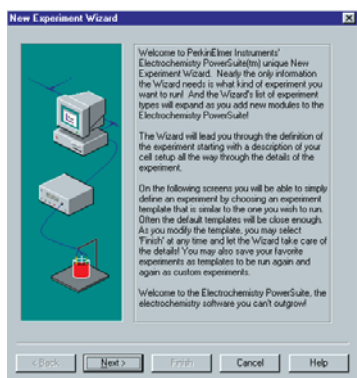 New Experiment Wizard
Welcome to PerkinElmer Instruments'
Electrochemistry PowerSuite(tm) unique New
Experiment Wizard. Nearly the only information
the Wizard needs is what kind of experiment you
want to run! And the Wizard's list of experiment
types will expand as you add new modules to the
PowerSuite!
The Wizard will lead you through the definition of
the experiment starting with a description of your
cell setup all the way through the details of the
experiment.
On the following screens you will be able to simply
define an experiment by choosing an experiment
template that is similar to the one you wish to run.
Often the default templates will be close enough.
As you modify the template, you may select
'Finish' at any time and let the Wizard take care of
the details! You may also save your favorite
experiments as templates to be run again and
again as custom experiments.
Welcome to the Electrochemistry PowerSuite, the
electrochemistry software you can't outgrow!
< Back
Next >
Finish
Cancel
Help